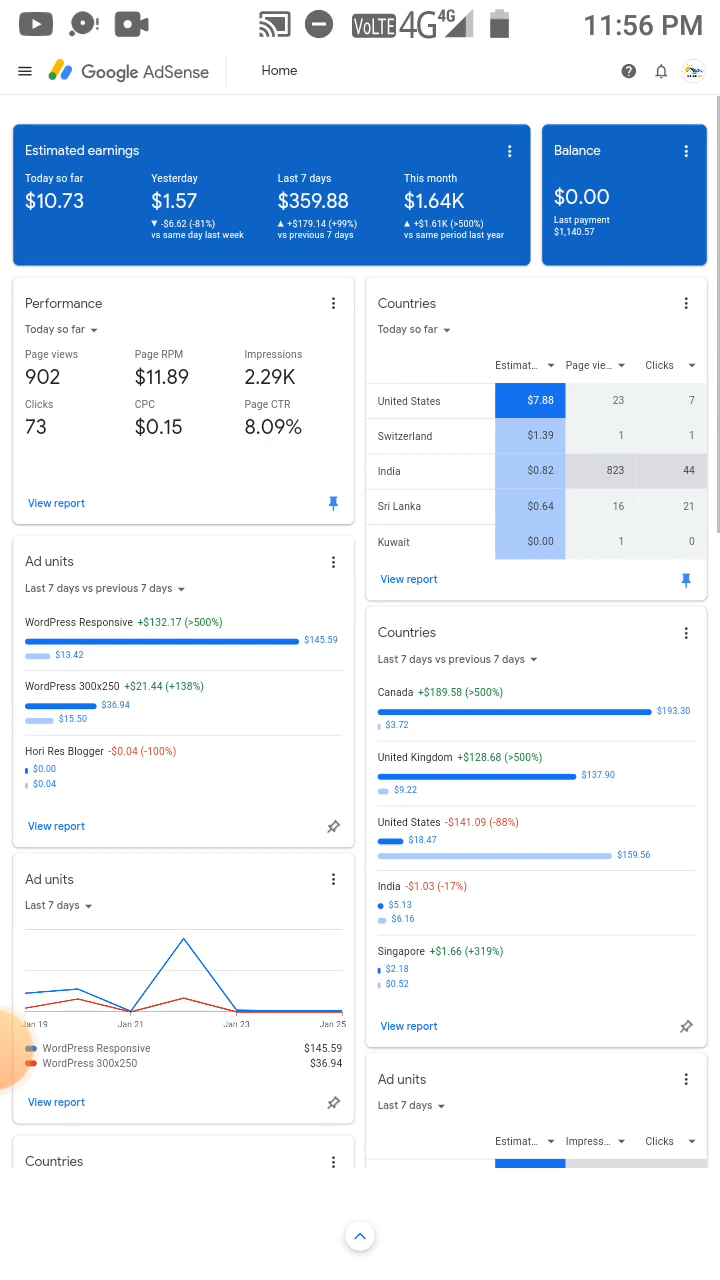 VoLTE 4G 4G 11:56 PM
Google AdSense Home
Estimated earnings
Today so far Yesterday Last 7 days This month
$10.73 $1.57 $359.88 $1.64K
▼ -$6.62 (-81%) ▲ +$179.14 (+99%) ▲ +$1.61K (>500%)
vs same day last week vs previous 7 days vs same period last year
Balance
$0.00
Last payment
$1,140.57
Performance
Today so far
Page views Page RPM Impressions
902 $11.89 2.29K
Clicks CPC Page CTR
73 $0.15 8.09%
View report
Countries
Today so far
Estimat... Page vie... Clicks
United States $7.88 23 7
Switzerland $1.39 1 1
India $0.82 823 44
Sri Lanka $0.64 16 21
Kuwait $0.00 1 0
View report
Ad units
Last 7 days vs previous 7 days
WordPress Responsive +$132.17 (>500%)
$145.59
$13.42
WordPress 300x250 +$21.44 (+138%)
$36.94
$15.50
Hori Res Blogger -$0.04 (-100%)
$0.00
$0.04
View report
Countries
Last 7 days vs previous 7 days
Canada +$189.58 (>500%)
$193.30
$3.72
United Kingdom +$128.68 (>500%)
$137.90
$9.22
United States -$141.09 (-88%)
$18.47
$159.56
India -$1.03 (-17%)
$5.13
$6.16
Singapore +$1.66 (+319%)
$2.18
$0.52
View report
Ad units
Last 7 days
Jan 19 Jan 21 Jan 23 Jan 25
WordPress Responsive $145.59
WordPress 300x250 $36.94
View report
Ad units
Last 7 days
Estimat... Impress... Clicks
Countries